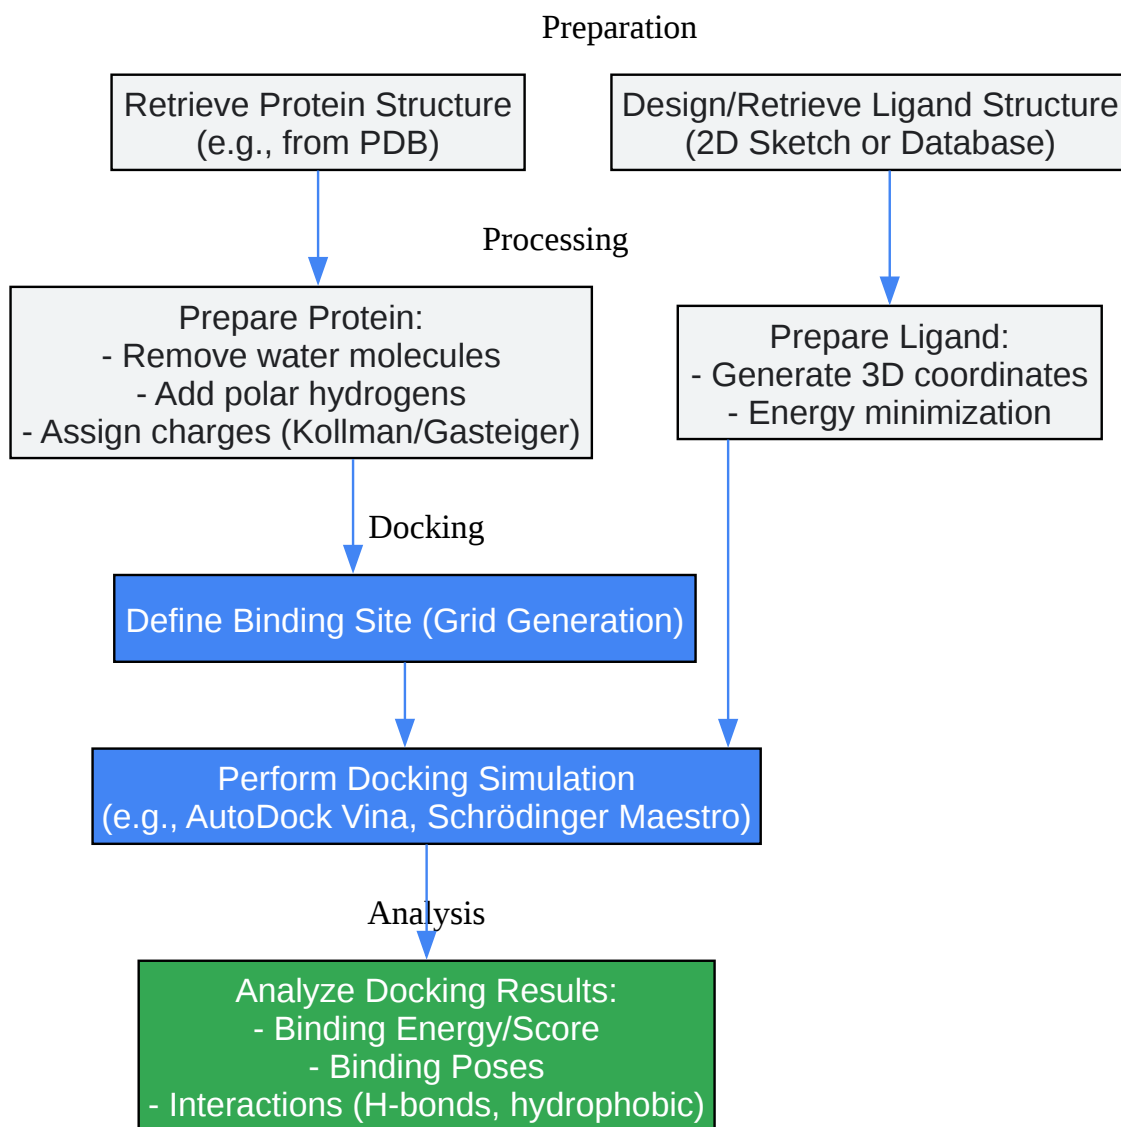 Preparation
Retrieve Protein Structure
(e.g., from PDB)
Design/Retrieve Ligand Structure
(2D Sketch or Database)
Processing
Prepare Protein:
- Remove water molecules
- Add polar hydrogens
- Assign charges (Kollman/Gasteiger)
Prepare Ligand:
- Generate 3D coordinates
- Energy minimization
Docking
Define Binding Site (Grid Generation)
Perform Docking Simulation
(e.g., AutoDock Vina, Schrödinger Maestro)
Analysis
Analyze Docking Results:
- Binding Energy/Score
- Binding Poses
- Interactions (H-bonds, hydrophobic)